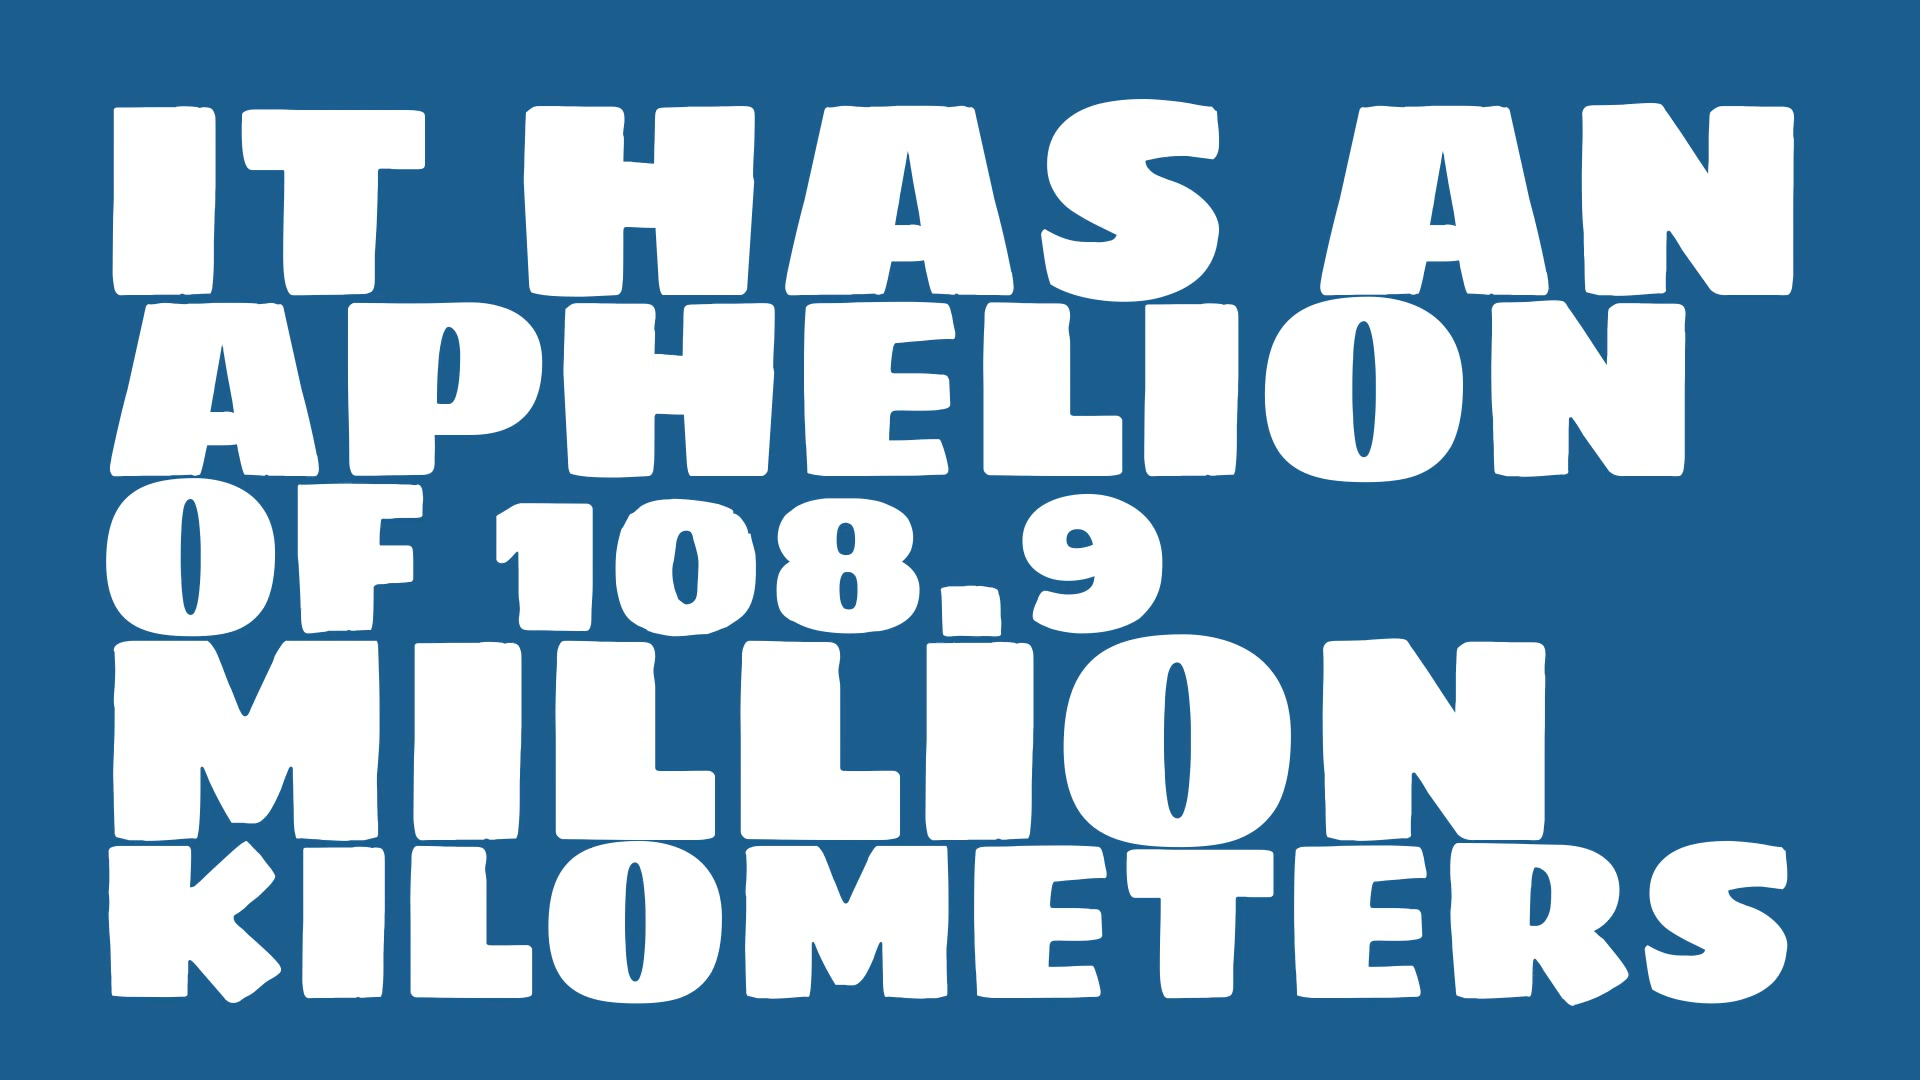 IT HAS AN
APHELION
OF 108.9
MILLION
KILOMETERS